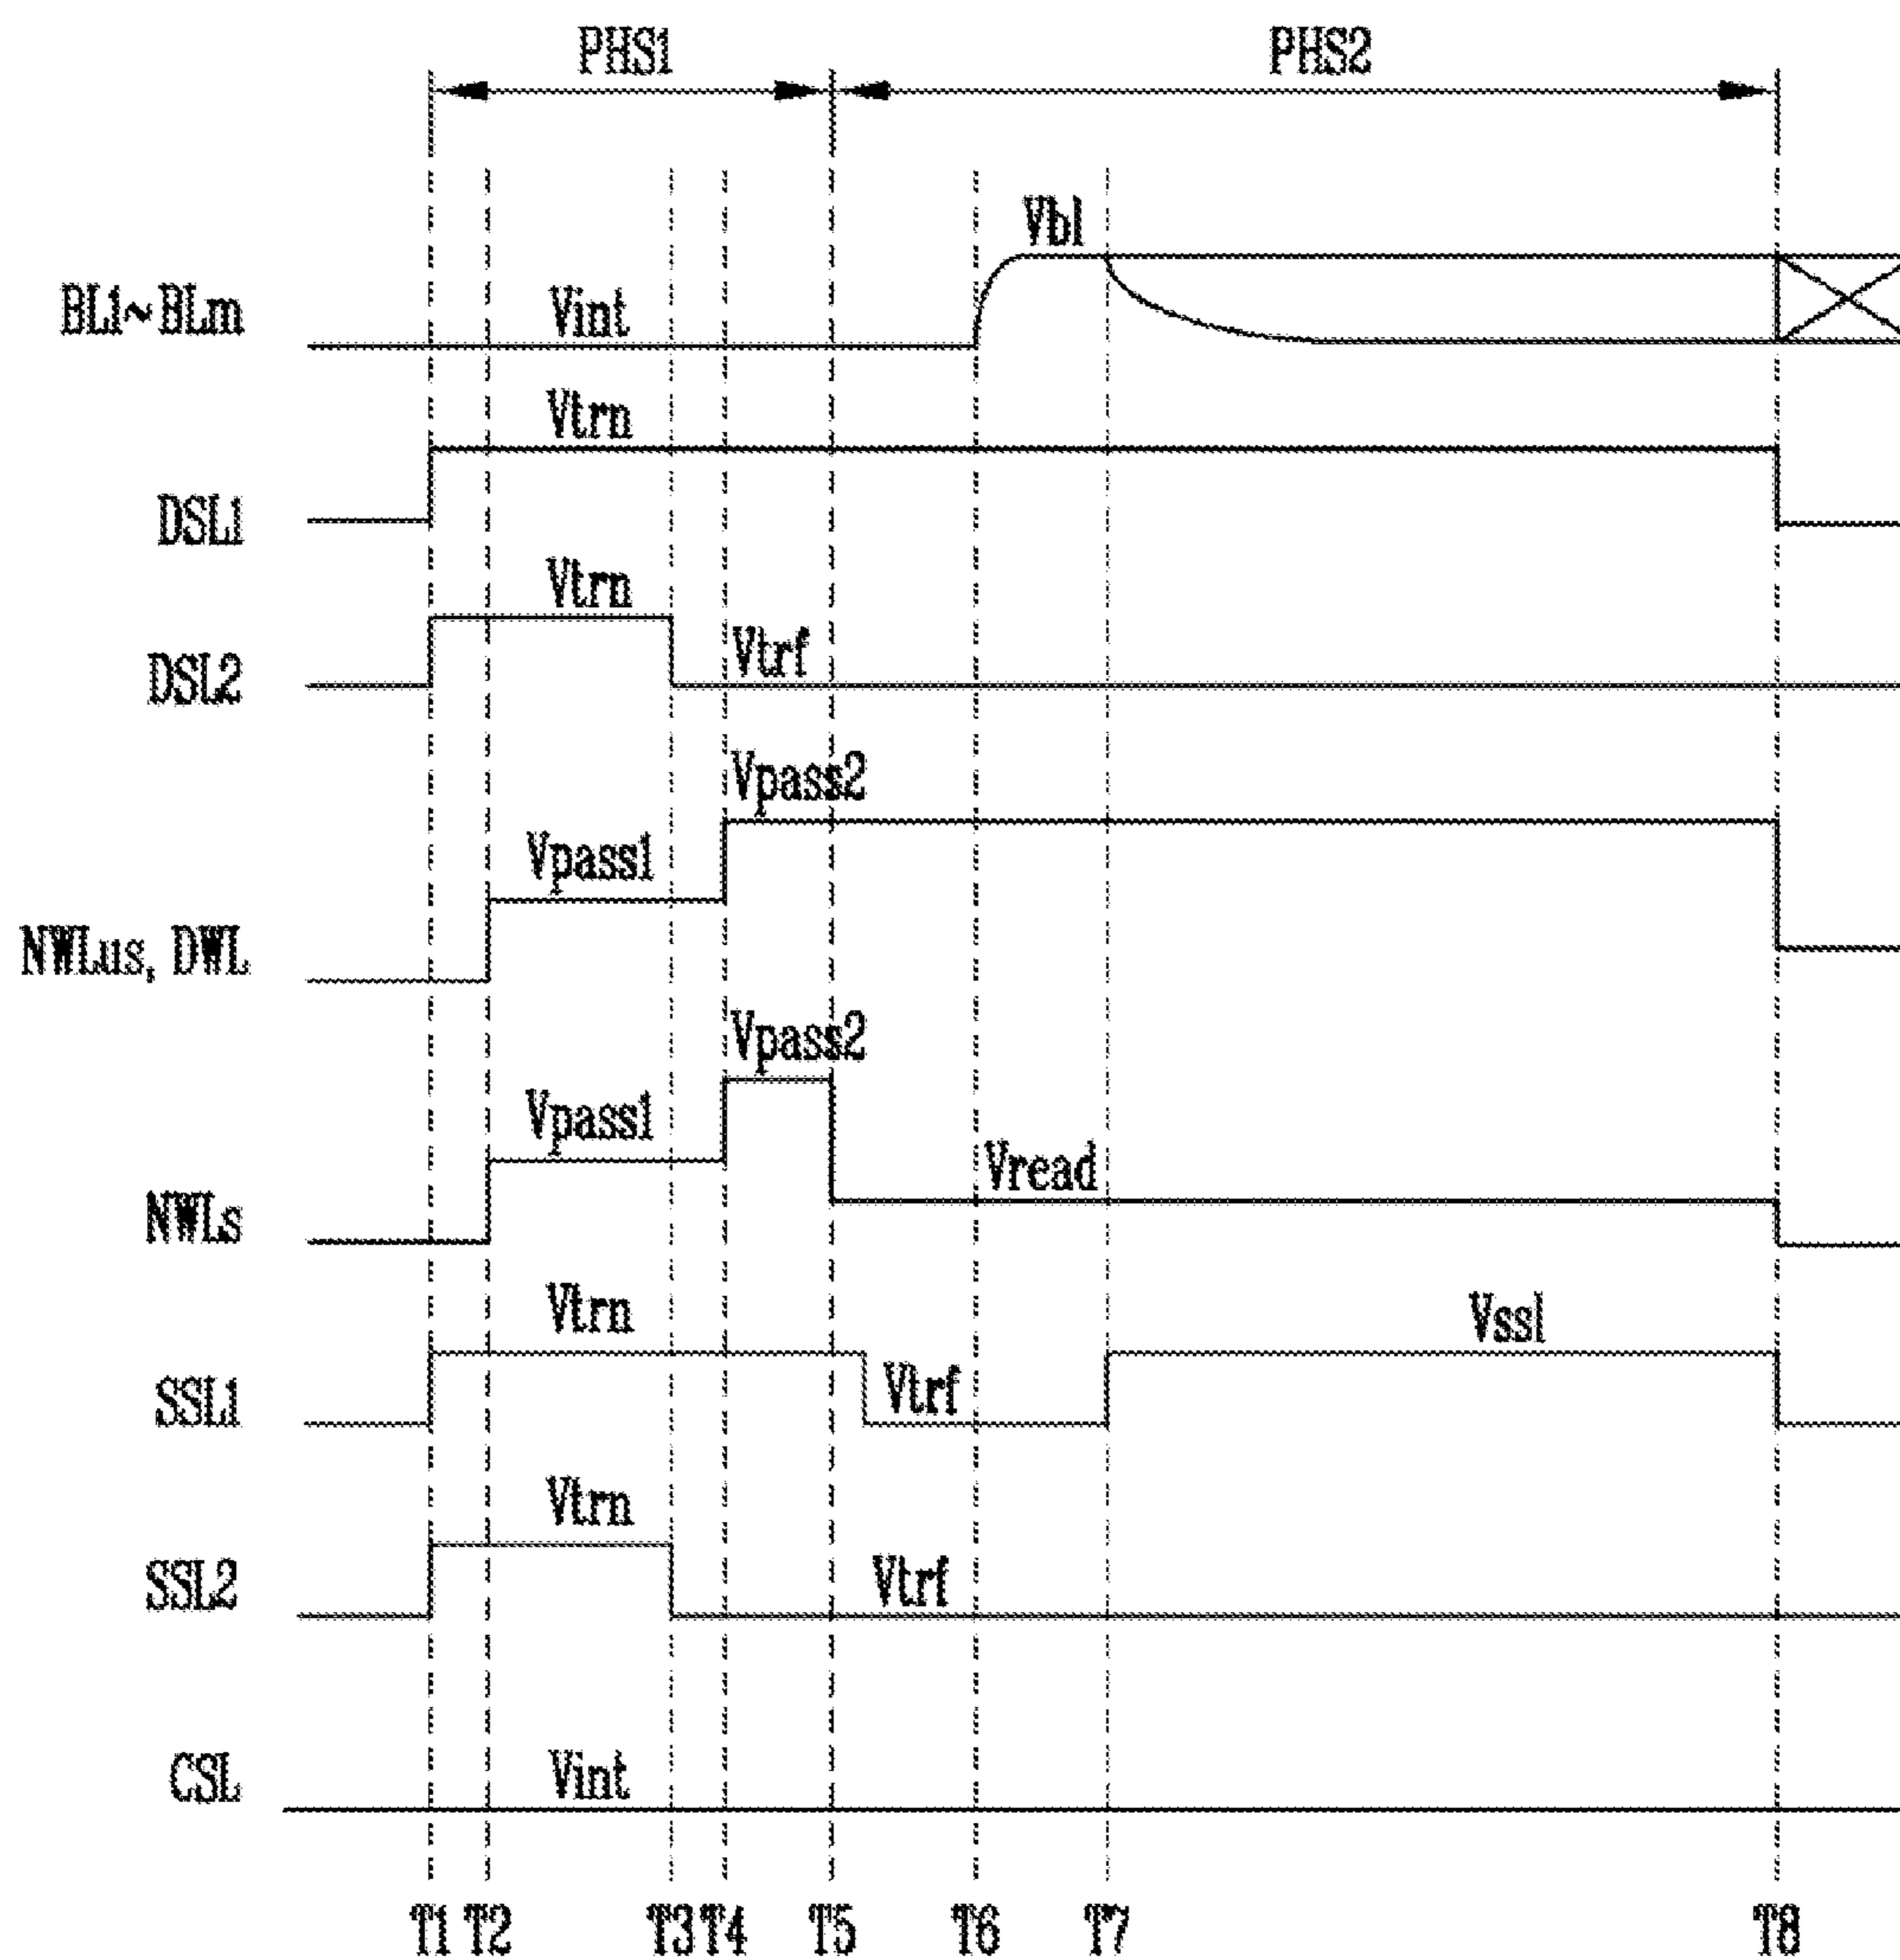 PHS1 PHS2
Vbl
BL1~BLm Vint
Vtrn
DSL1
Vtrn
DSL2 Vtrf
Vpass2
Vpass1
NWLus, DWL
Vpass2
Vpass1
Vread
NWLs
Vtrn Vssl
SSL1 Vtrf
Vtrn
SSL2 Vtrf
CSL Vint
T1 T2 T3 T4 T5 T6 T7 T8